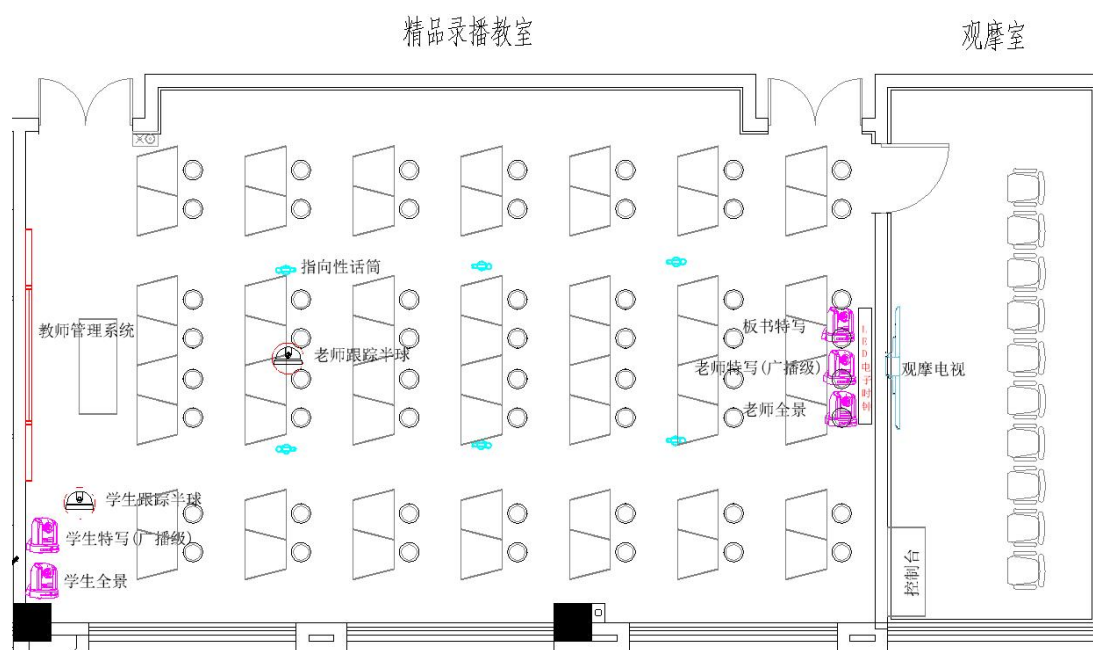 精品录播教室
观摩室
指向性话筒
教师管理系统
老师跟踪半球
板书特写
老师特写(广播级)
老师全景
LED电子时钟
观摩电视
学生跟踪半球
学生特写(广播级)
学生全景
控制台